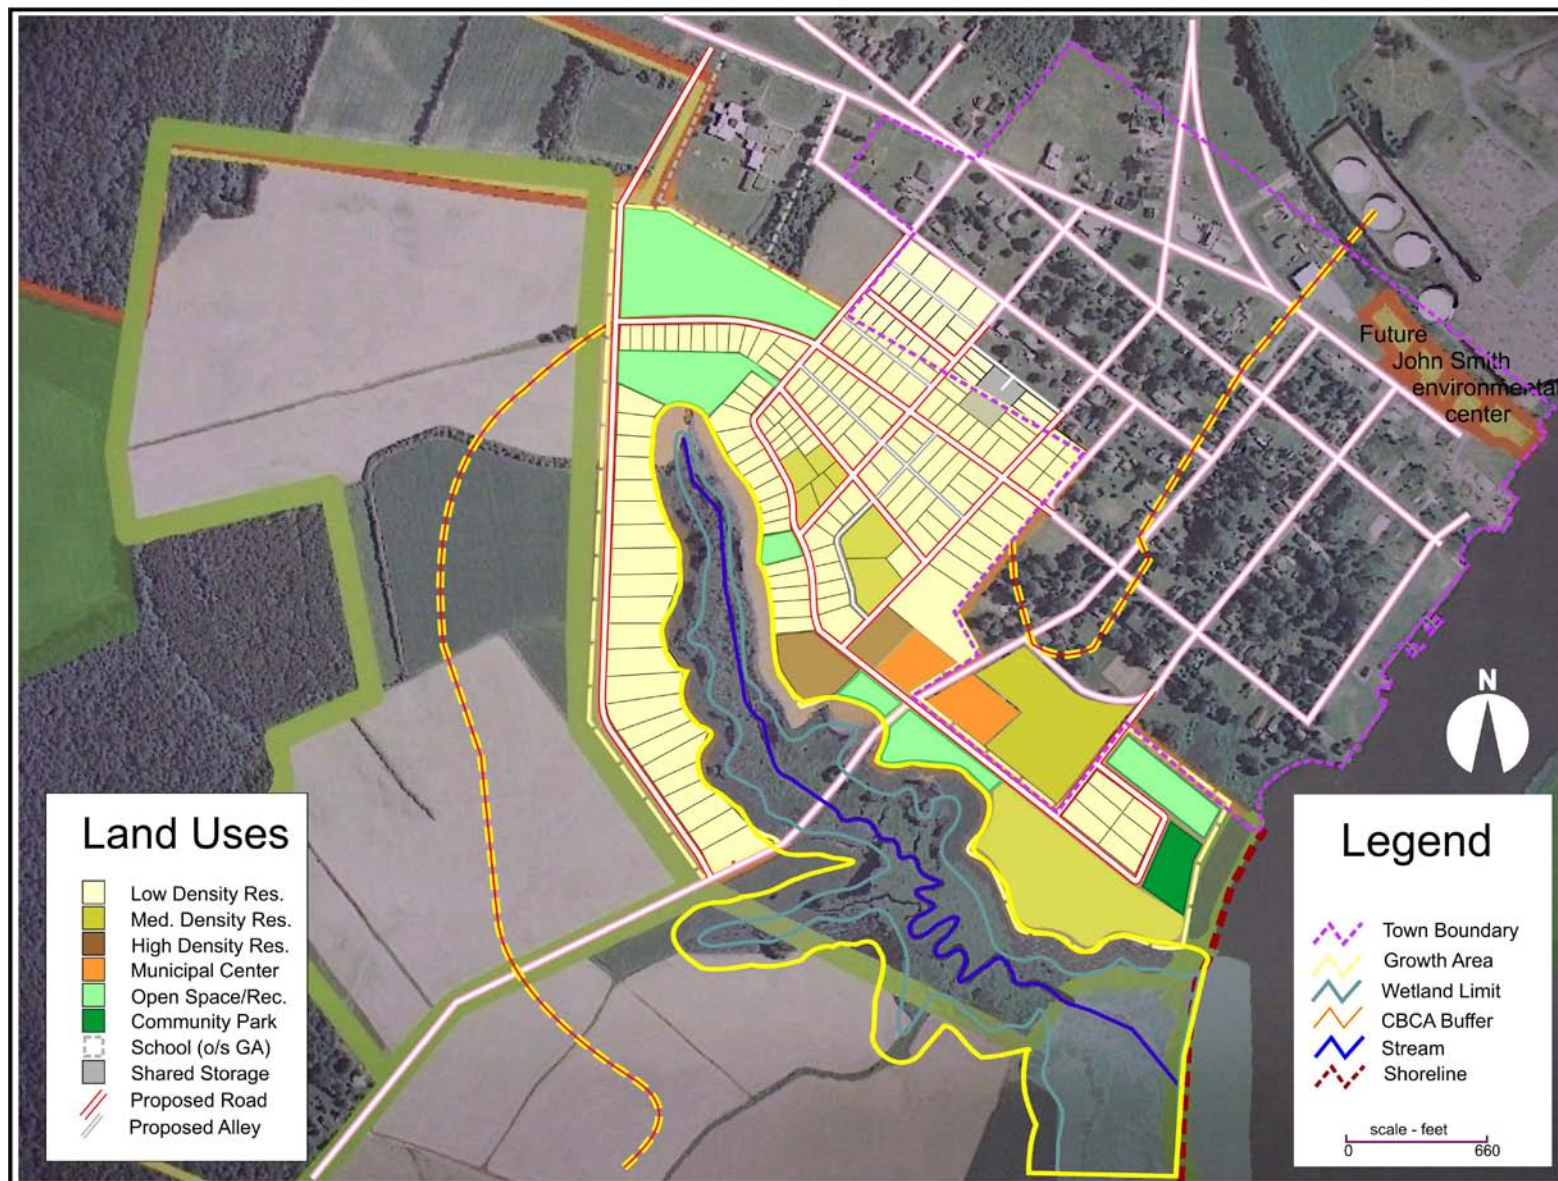 Future
John Smith
environmental
center
N
Land Uses
Low Density Res.
Med. Density Res.
High Density Res.
Municipal Center
Open Space/Rec.
Community Park
School (o/s GA)
Shared Storage
Proposed Road
Proposed Alley
Legend
Town Boundary
Growth Area
Wetland Limit
CBCA Buffer
Stream
Shoreline
scale - feet
0 660